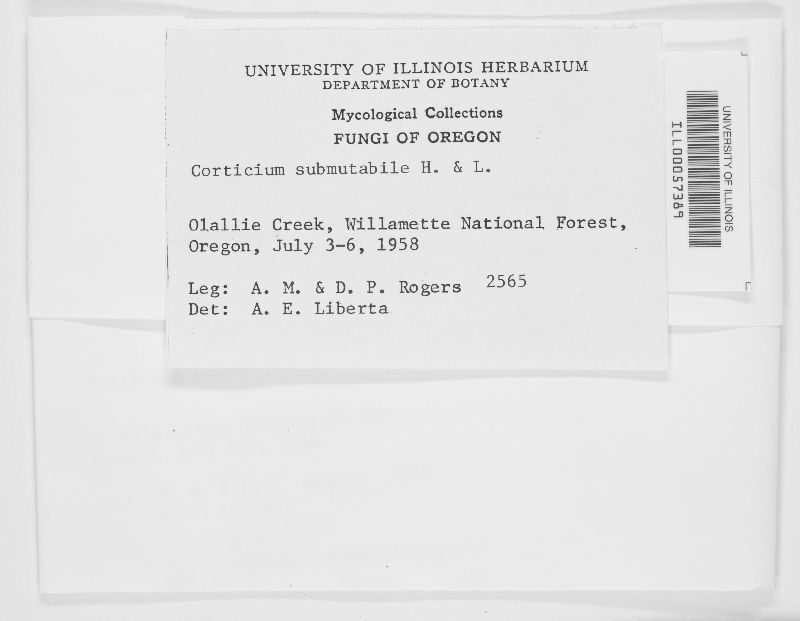 UNIVERSITY OF ILLINOIS HERBARIUM
DEPARTMENT OF BOTANY
Mycological Collections
FUNGI OF OREGON
Corticium submutabile H. & L.
Olallie Creek, Willamette National Forest,
Oregon, July 3-6, 1958
Leg: A. M. & D. P. Rogers 2565
Det: A. E. Liberta
UNIVERSITY OF ILLINOIS
ILL00057389